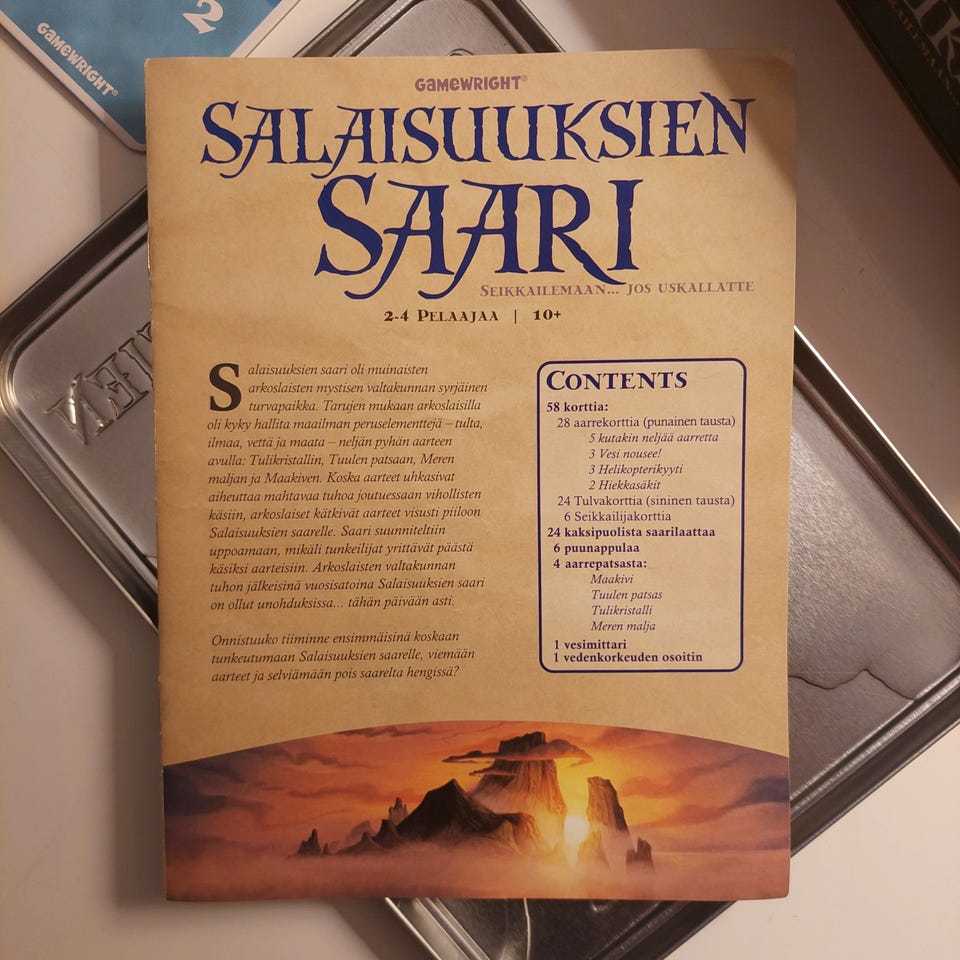 2
GAMEWRIGHT®
GAMEWRIGHT®
SALAISUUKSIEN
SAARI
SEIKKAILEMAAN... JOS USKALLATTE
2-4 PELAAJAA | 10+
Salaisuuksien saari oli muinaisten
arkoslaisten mystisen valtakunnan syrjäinen
turvapaikka. Tarujen mukaan arkoslaisilla
oli kyky hallita maailman peruselementtejä – tulta,
ilmaa, vettä ja maata – neljän pyhän aarteen
avulla: Tulikristallin, Tuulen patsaan, Meren
maljan ja Maakiven. Koska aarteet uhkasivat
aiheuttaa mahtavaa tuhoa joutuessaan vihollisten
käsiin, arkoslaiset kätkivät aarteet visusti piiloon
Salaisuuksien saarelle. Saari suunniteltiin
uppoamaan, mikäli tunkeilijat yrittävät päästä
käsiksi aarteisiin. Arkoslaisten valtakunnan
tuhon jälkeisinä vuosisatoina Salaisuuksien saari
on ollut unohduksissa... tähän päivään asti.
Onnistuuko tiiminne ensimmäisinä koskaan
tunkeutumaan Salaisuuksien saarelle, viemään
aarteet ja selviämään pois saarelta hengissä?
CONTENTS
58 korttia:
28 aarrekorttia (punainen tausta)
5 kutakin neljää aarretta
3 Vesi nousee!
3 Helikopterikyyti
2 Hiekkasäkit
24 Tulvakorttia (sininen tausta)
6 Seikkailijakorttia
24 kaksipuolista saarilaattaa
6 puunappulaa
4 aarrepatsasta:
Maakivi
Tuulen patsas
Tulikristalli
Meren malja
1 vesimittari
1 vedenkorkeuden osoitin